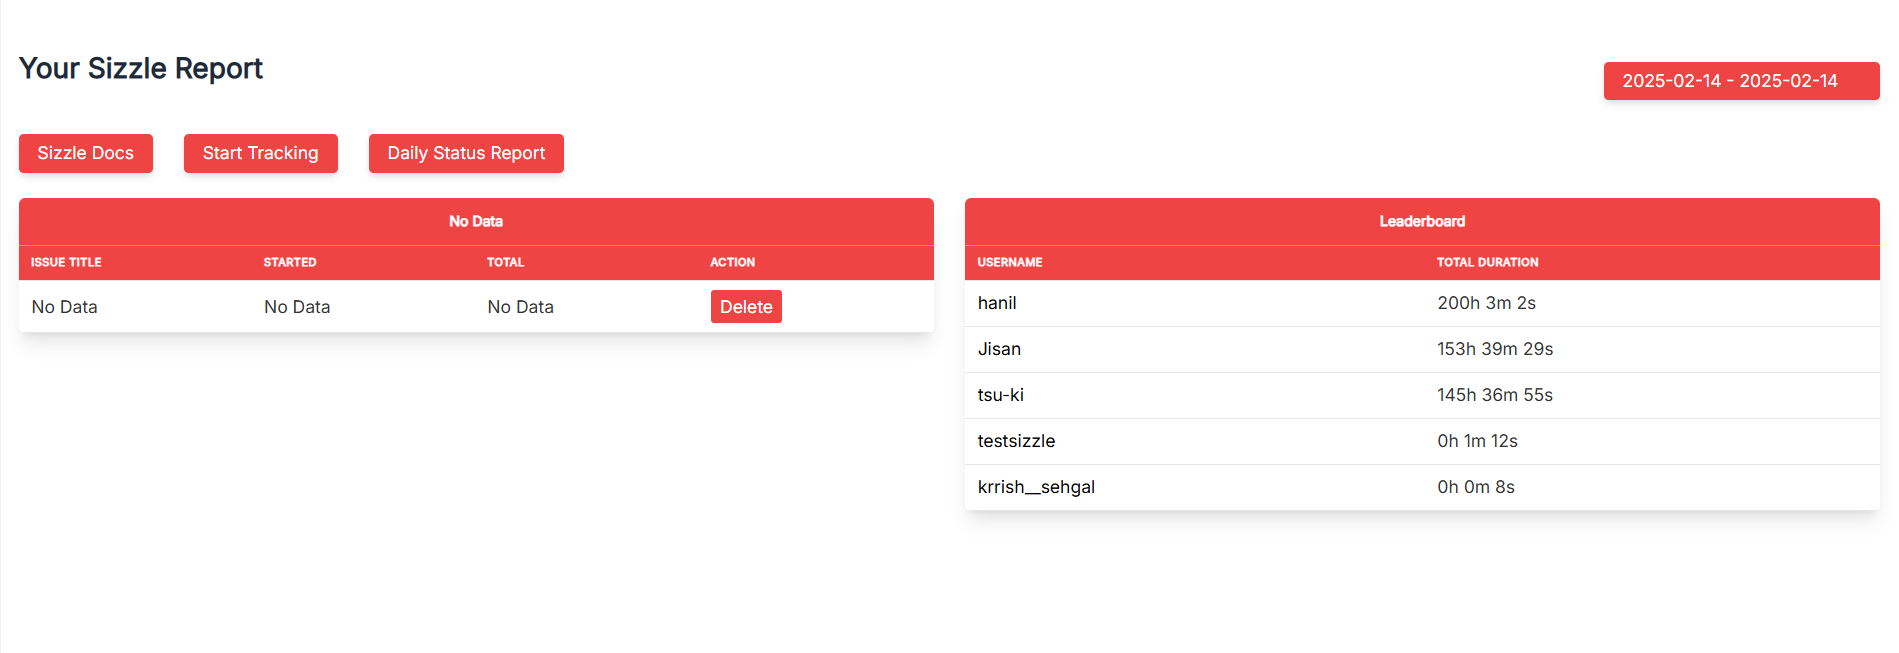 Your Sizzle Report
2025-02-14 - 2025-02-14
Sizzle Docs
Start Tracking
Daily Status Report
No Data
ISSUE TITLE STARTED TOTAL ACTION
No Data No Data No Data Delete
Leaderboard
USERNAME TOTAL DURATION
hanil 200h 3m 2s
Jisan 153h 39m 29s
tsu-ki 145h 36m 55s
testsizzle 0h 1m 12s
krrish__sehgal 0h 0m 8s